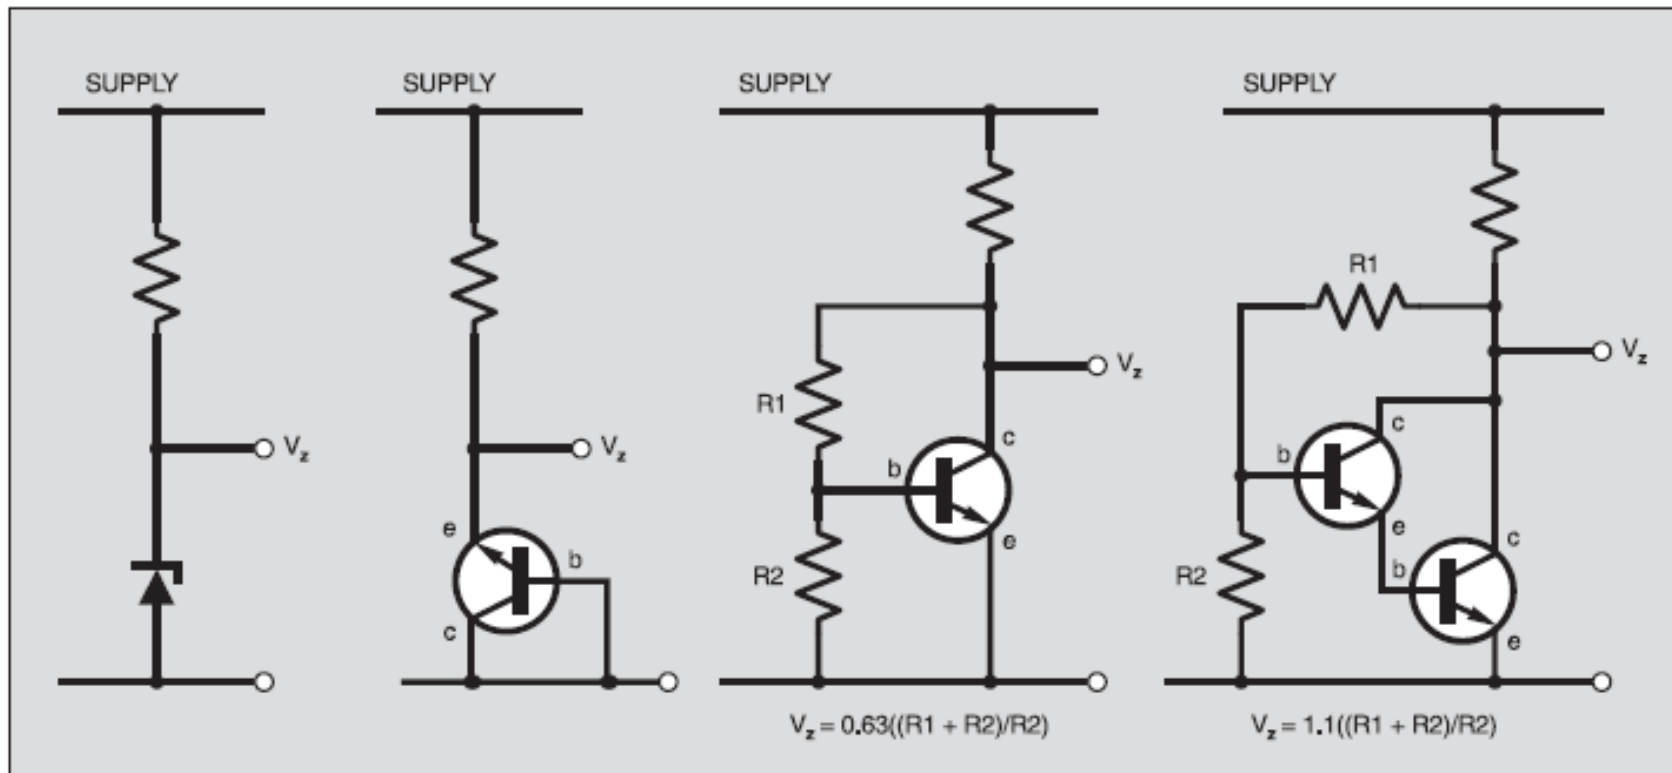 SUPPLY
SUPPLY
SUPPLY
SUPPLY
R1
Vz
Vz
R1
c
c
b
b
Vz
Vz
e
e
c
e
b
b
R2
R2
c
e
Vz = 0.63((R1 + R2)/R2)
Vz = 1.1((R1 + R2)/R2)